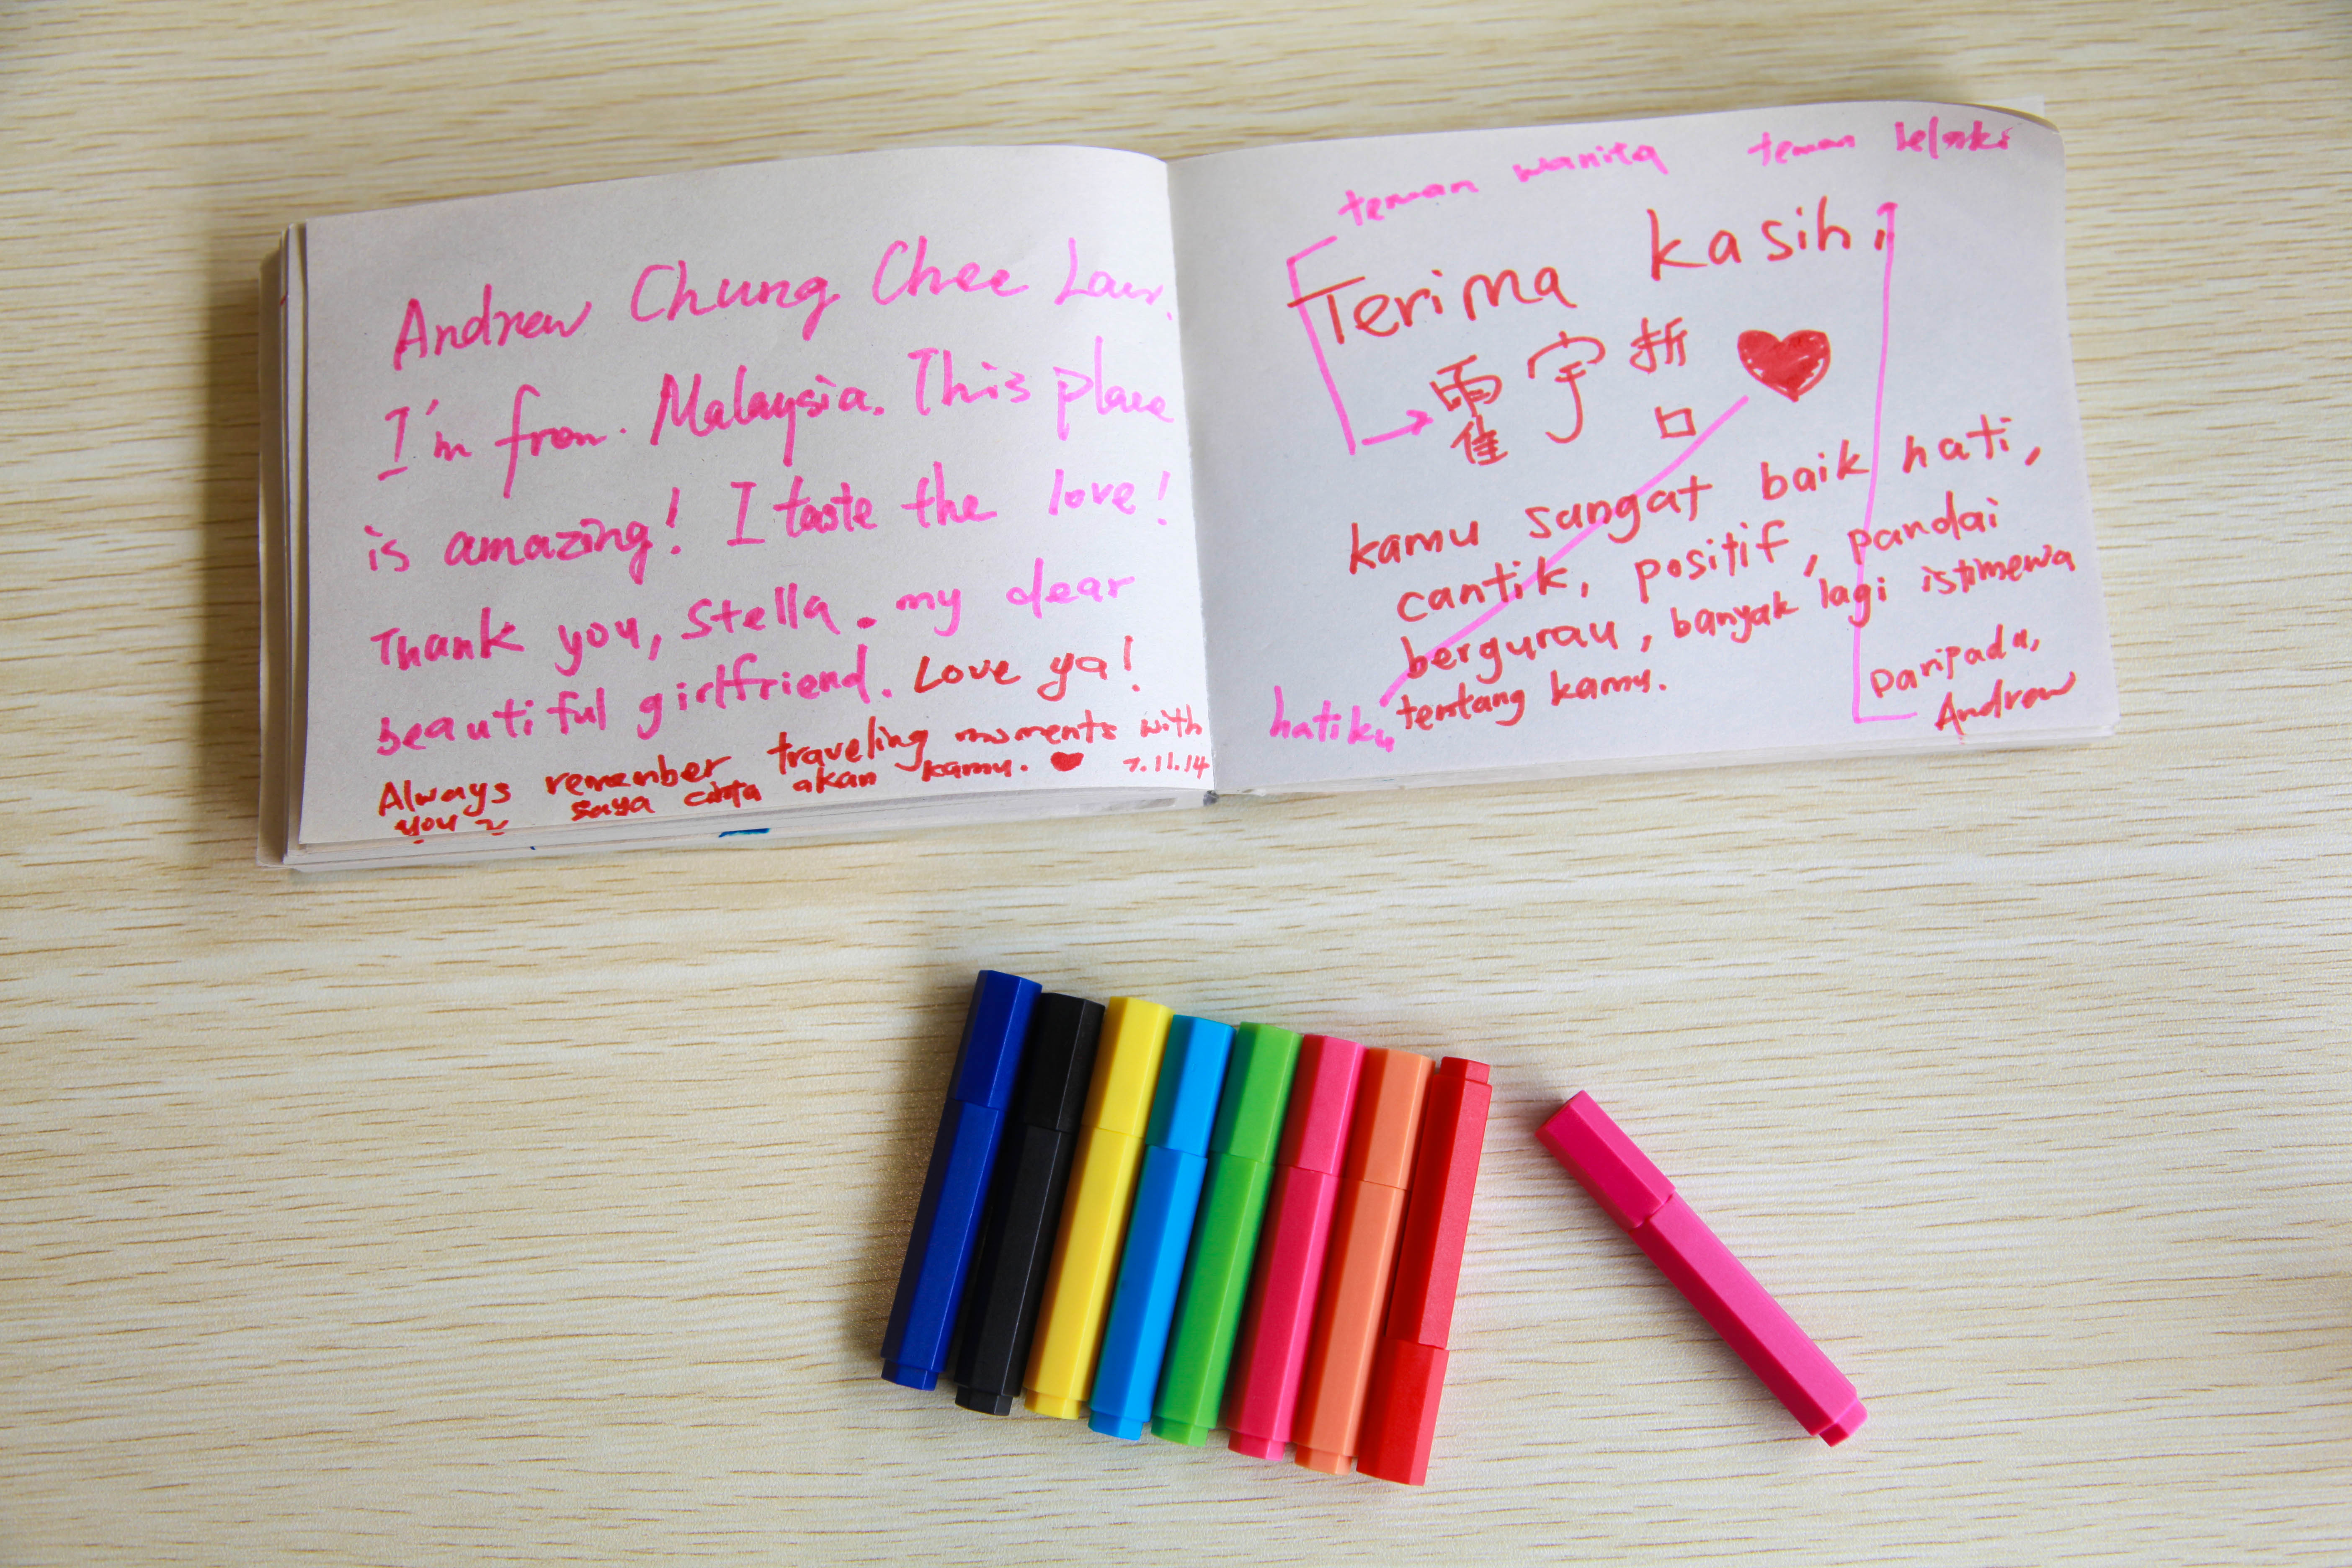 Andrew Chung Chee Law.
I'm from. Malaysia. This place
is amazing! I taste the love!
Thank you, Stella. my dear
beautiful girlfriend. Love ya!
Always remember traveling moments with
you ~ saya cinta akan kamu. ♥ 7.11.14
teman wanita teman lelaki
Terima kasih,
霍宇哲 ♥
kamu sangat baik hati,
cantik, positif, pandai
bergurau, banyak lagi istimewa
tentang kamu.
hatiku
Daripada,
Andrew